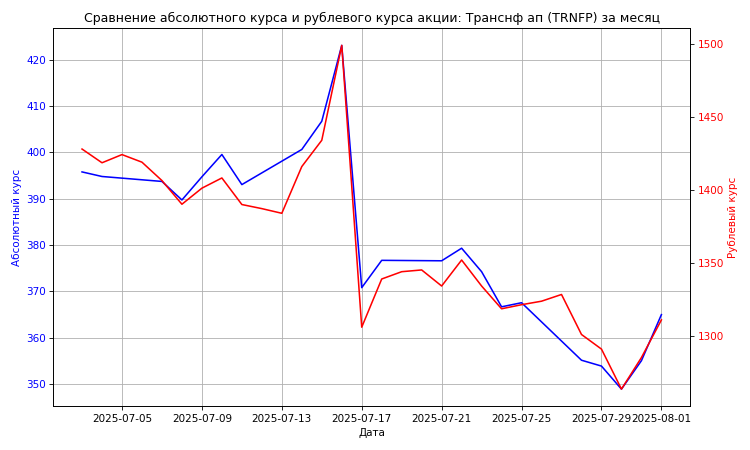 Сравнение абсолютного курса и рублевого курса акции: Транснф ап (TRNFP) за месяц
Абсолютный курс
420
410
400
390
380
370
360
350
1500
1450
1400
1350
1300
Рублевый курс
2025-07-05 2025-07-09 2025-07-13 2025-07-17 2025-07-21 2025-07-25 2025-07-29 2025-08-01
Дата